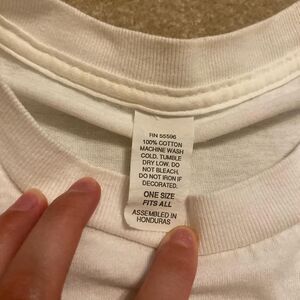 RN 55596
100% COTTON
MACHINE WASH
COLD. TUMBLE
DRY LOW. DO
NOT BLEACH.
DO NOT IRON IF
DECORATED.
ONE SIZE
FITS ALL
ASSEMBLED IN
HONDURAS